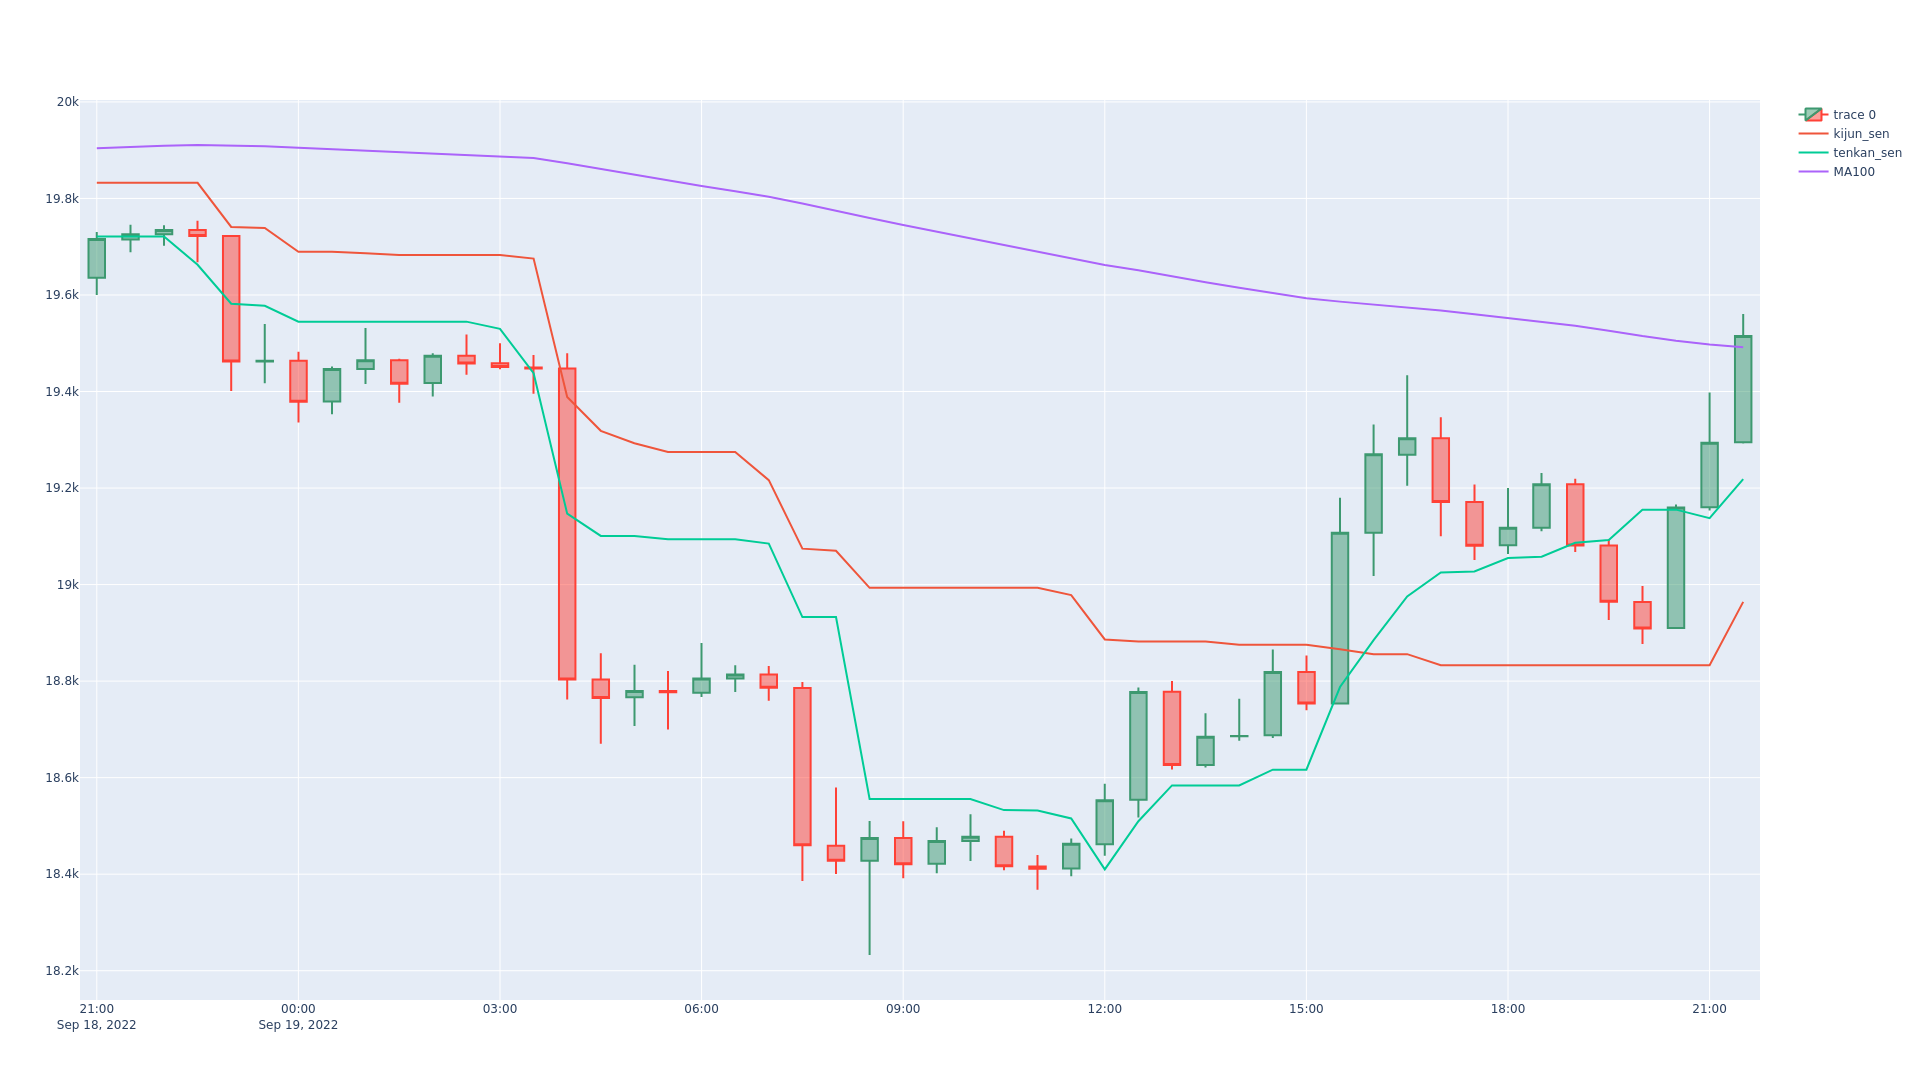 20k
19.8k
19.6k
19.4k
19.2k
19k
18.8k
18.6k
18.4k
18.2k
21:00 00:00 03:00 06:00 09:00 12:00 15:00 18:00 21:00
Sep 18, 2022 Sep 19, 2022
trace 0
kijun_sen
tenkan_sen
MA100